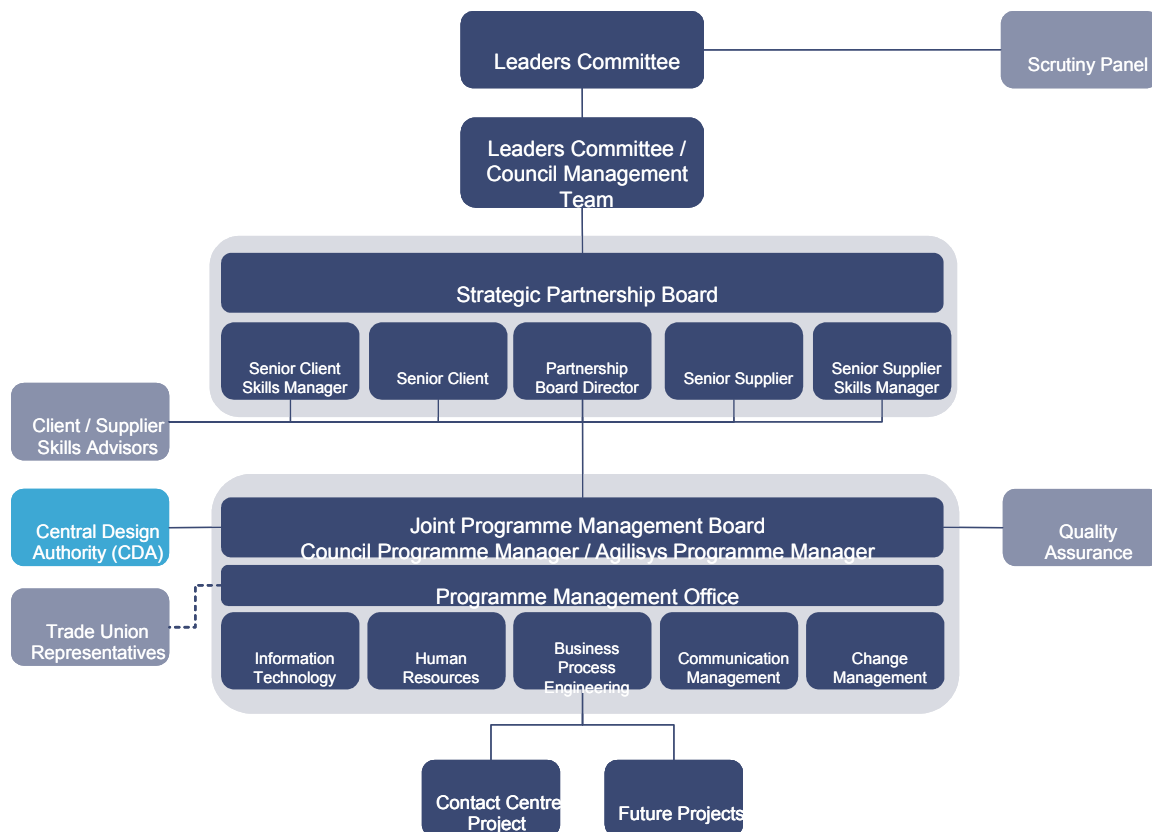 Leaders Committee
Scrutiny Panel
Leaders Committee /
Council Management
Team
Strategic Partnership Board
Senior Client
Skills Manager
Senior Client
Partnership
Board Director
Senior Supplier
Senior Supplier
Skills Manager
Client / Supplier
Skills Advisors
Central Design
Authority (CDA)
Joint Programme Management Board
Council Programme Manager / Agilisys Programme Manager
Quality
Assurance
Programme Management Office
Trade Union
Representatives
Information
Technology
Human
Resources
Business
Process
Engineering
Communication
Management
Change
Management
Contact Centre
Project
Future Projects